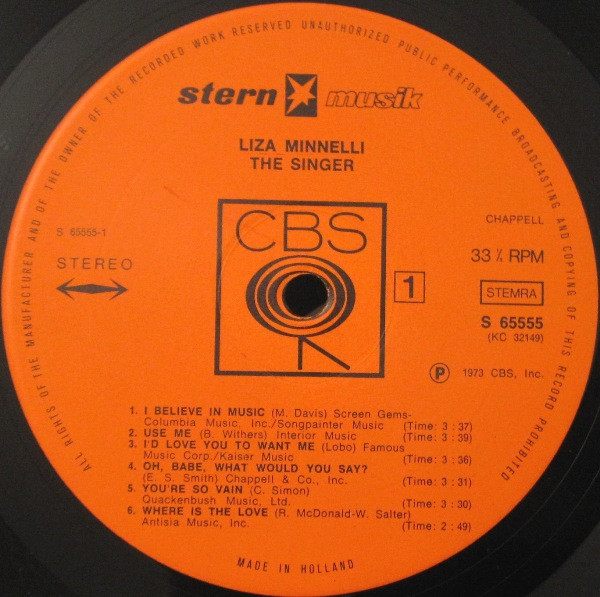 ALL RIGHTS OF THE MANUFACTURER AND OF THE OWNER OF THE RECORDED WORK RESERVED UNAUTHORIZED PUBLIC PERFORMANCE BROADCASTING AND COPYING OF THIS RECORD PROHIBITED
stern musik
LIZA MINNELLI
THE SINGER
CBS
S 65555-1
STEREO
CHAPPELL
33 ⅓ RPM
1
STEMRA
S 65555
(KC 32149)
Ⓟ 1973 CBS, Inc.
1. I BELIEVE IN MUSIC (M. Davis) Screen Gems-
Columbia Music, Inc./Songpainter Music (Time: 3 : 37)
2. USE ME (B. Withers) Interior Music (Time: 3 : 39)
3. I'D LOVE YOU TO WANT ME (Lobo) Famous
Music Corp./Kaiser Music (Time: 3 : 36)
4. OH, BABE, WHAT WOULD YOU SAY?
(E. S. Smith) Chappell & Co., Inc. (Time: 3 : 31)
5. YOU'RE SO VAIN (C. Simon)
Quackenbush Music, Ltd. (Time: 3 : 30)
6. WHERE IS THE LOVE (R. McDonald-W. Salter)
Antisia Music, Inc. (Time: 2 : 49)
MADE IN HOLLAND